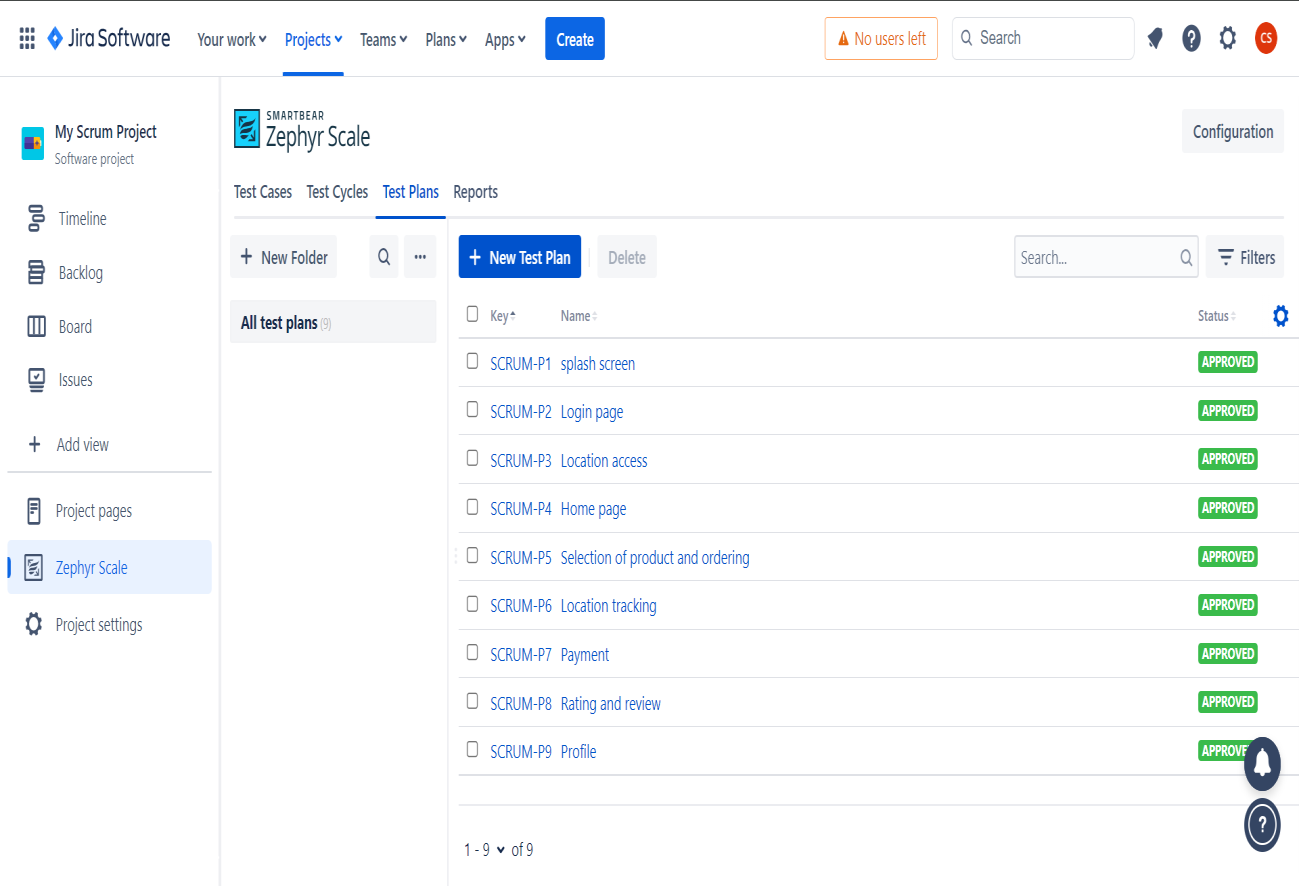 Jira Software Your work Projects Teams Plans Apps Create No users left Search CS
My Scrum Project
Software project
Timeline
Backlog
Board
Issues
Add view
Project pages
Zephyr Scale
Project settings
SMARTBEAR
Zephyr Scale
Configuration
Test Cases Test Cycles Test Plans Reports
+ New Folder ... + New Test Plan Delete Search... Filters
All test plans (9)
Key Name Status
SCRUM-P1 splash screen APPROVED
SCRUM-P2 Login page APPROVED
SCRUM-P3 Location access APPROVED
SCRUM-P4 Home page APPROVED
SCRUM-P5 Selection of product and ordering APPROVED
SCRUM-P6 Location tracking APPROVED
SCRUM-P7 Payment APPROVED
SCRUM-P8 Rating and review APPROVED
SCRUM-P9 Profile APPROVE
1 - 9 of 9